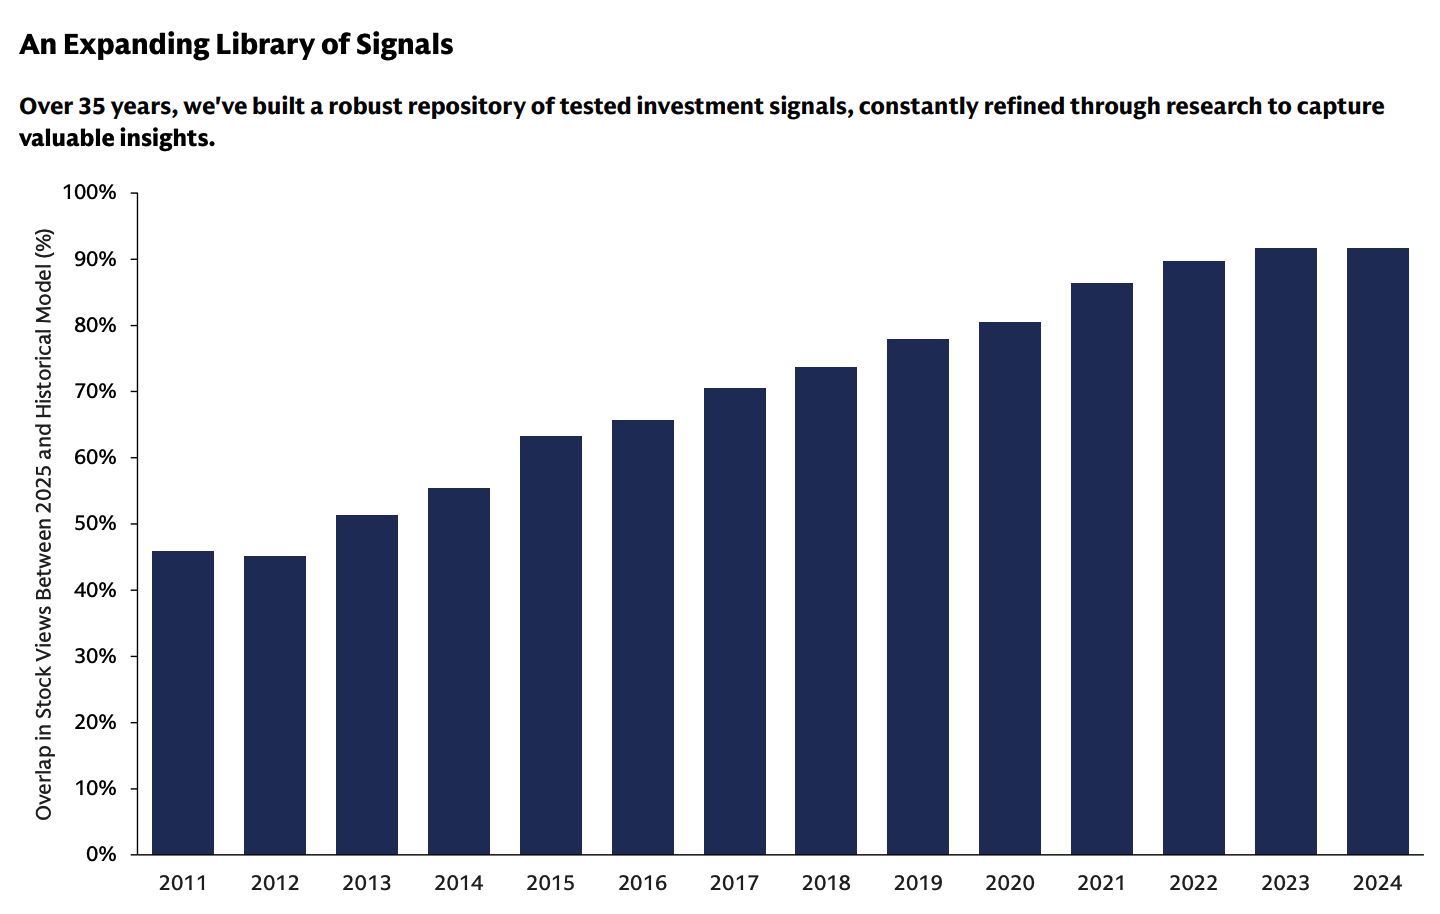 An Expanding Library of Signals
Over 35 years, we've built a robust repository of tested investment signals, constantly refined through research to capture
valuable insights.
Overlap in Stock Views Between 2025 and Historical Model (%)
100%
90%
80%
70%
60%
50%
40%
30%
20%
10%
0%
2011 2012 2013 2014 2015 2016 2017 2018 2019 2020 2021 2022 2023 2024